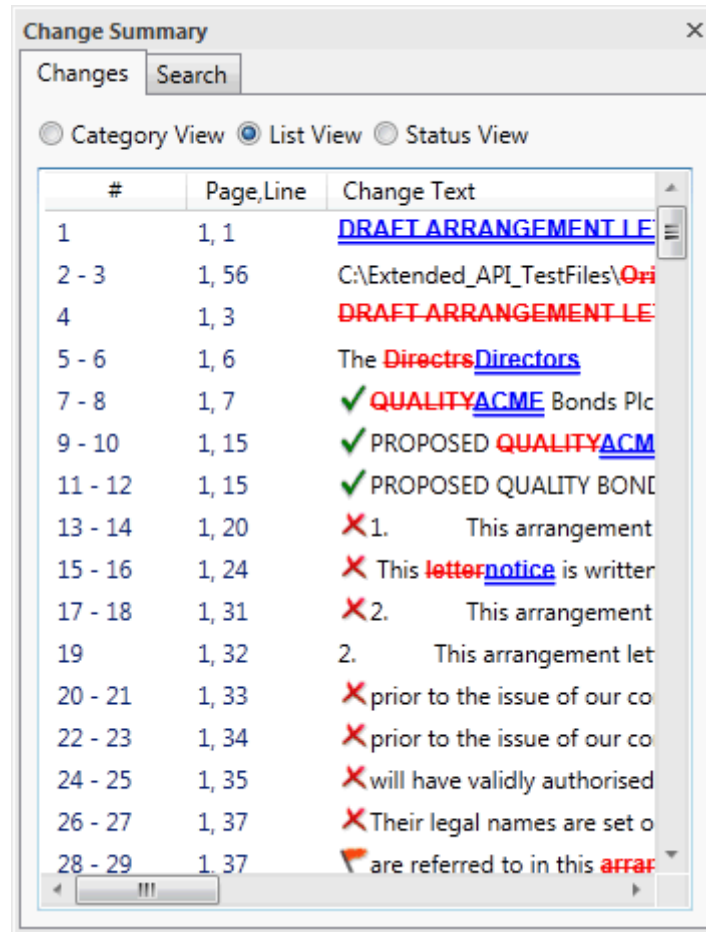 Change Summary
Changes Search
Category View List View Status View
# Page,Line Change Text
1 1, 1 DRAFT ARRANGEMENT
2 - 3 1, 56 C:\Extended_API_TestFiles\Ori
4 1, 3 DRAFT ARRANGEMENT LE
5 - 6 1, 6 The DirectrsDirectors
7 - 8 1, 7 QUALITYACME Bonds Plc
9 - 10 1, 15 PROPOSED QUALITYACM
11 - 12 1, 15 PROPOSED QUALITY BOND
13 - 14 1, 20 1. This arrangement
15 - 16 1, 24 This letternotice is written
17 - 18 1, 31 2. This arrangement
19 1, 32 2. This arrangement let
20 - 21 1, 33 prior to the issue of our co
22 - 23 1, 34 prior to the issue of our co
24 - 25 1, 35 will have validly authorised
26 - 27 1, 37 Their legal names are set o
28 - 29 1, 37 are referred to in this arran